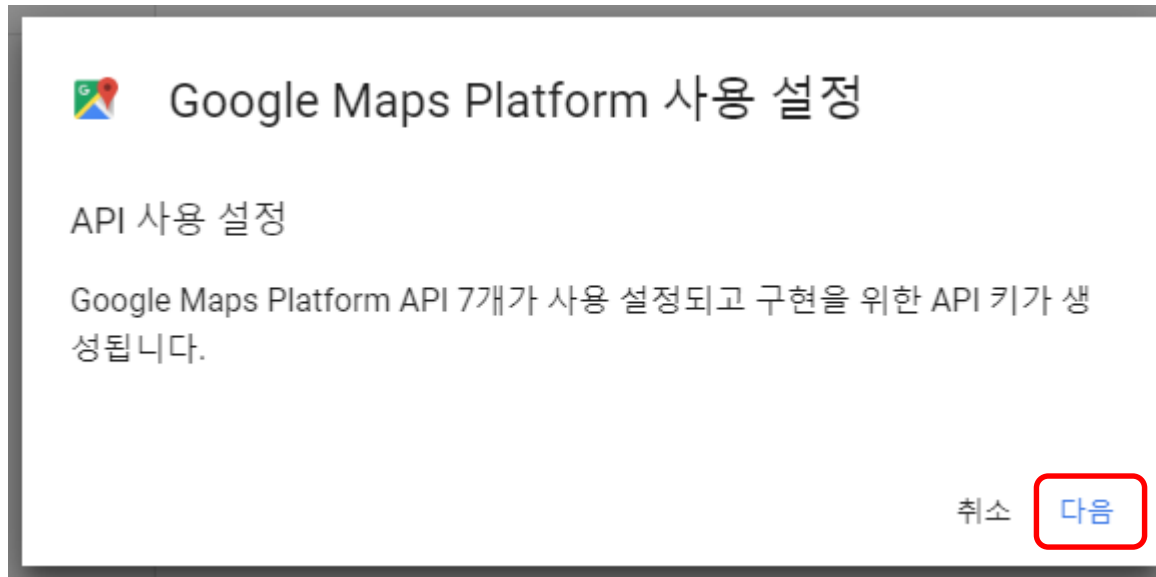 Google Maps Platform 사용 설정
API 사용 설정
Google Maps Platform API 7개가 사용 설정되고 구현을 위한 API 키가 생
성됩니다.
취소 다음